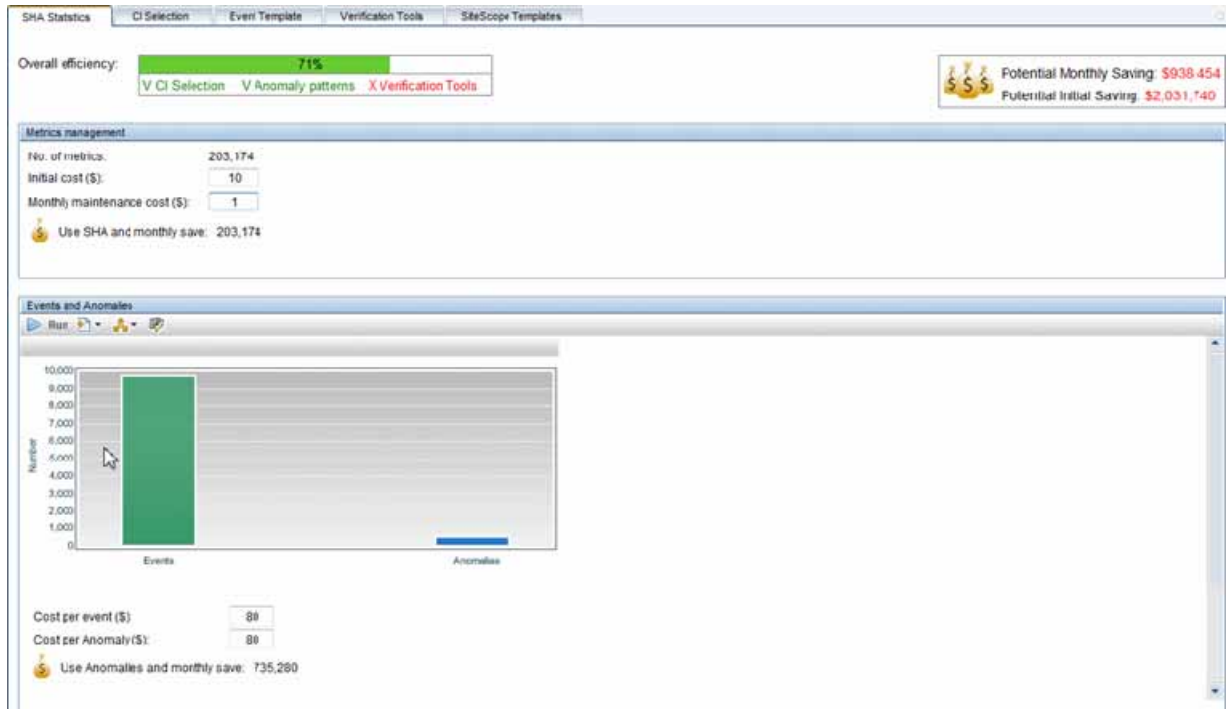 SHA Statistics CI Selection Event Template Verification Tools SiteScope Templates
Overall efficiency: 71%
V CI Selection V Anomaly patterns X Verification Tools
Potential Monthly Saving: $938,454
Potential Initial Saving: $2,031,740
Metrics management
No. of metrics: 203,174
Initial cost ($): 10
Monthly maintenance cost ($): 1
Use SHA and monthly save: 203,174
Events and Anomalies
Run
10,000
9,000
8,000
7,000
6,000
5,000
4,000
3,000
2,000
1,000
0
Number
Events Anomalies
Cost per event ($) 80
Cost per Anomaly ($): 80
Use Anomalies and monthly save: 735,280